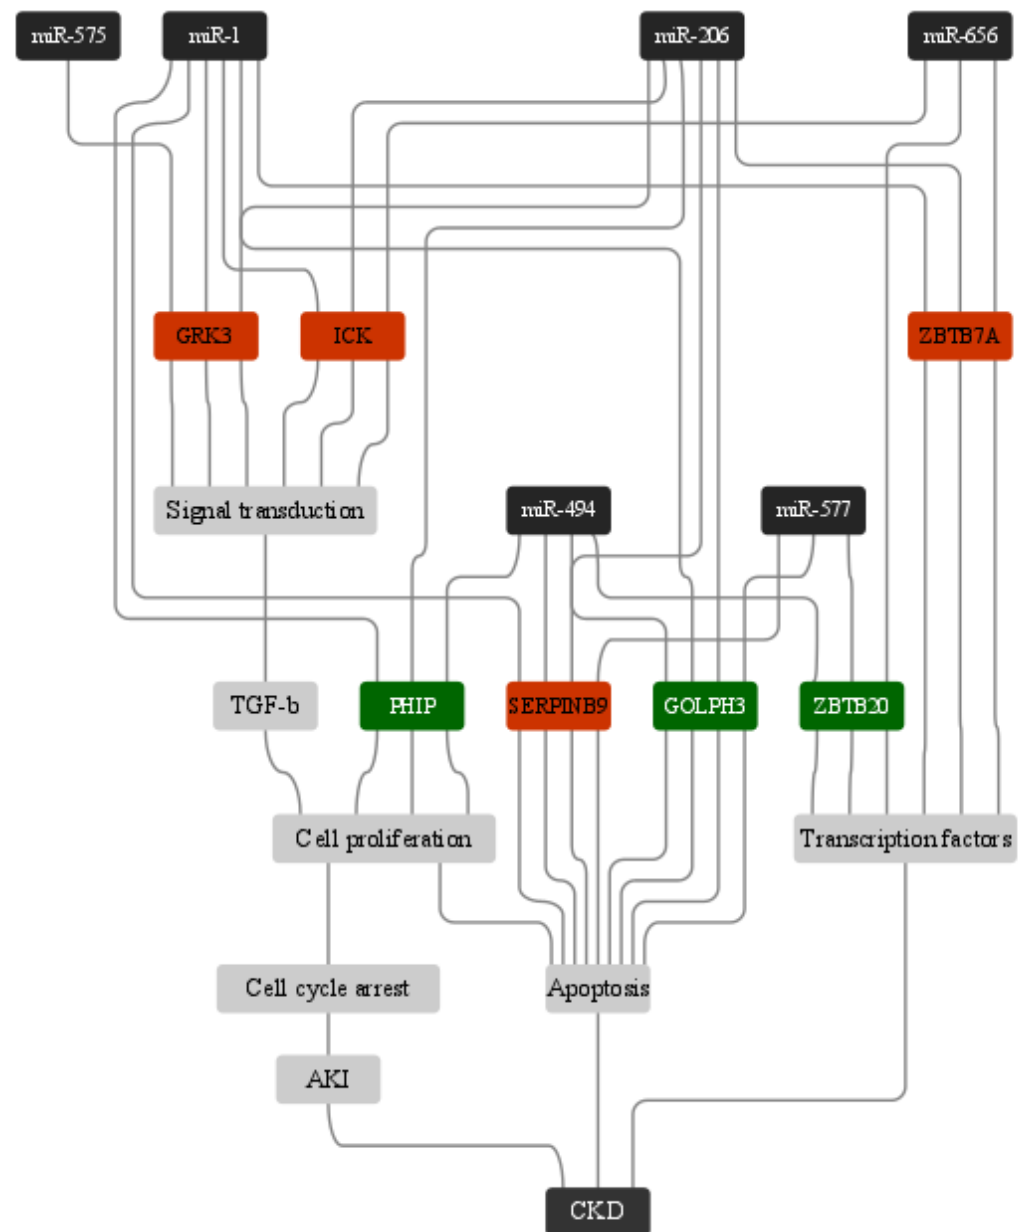 miR-575
miR-1
miR-206
miR-656
GRK3
ICK
ZBTB7A
Signal transduction
miR-494
miR-577
TGF-b
PHIP
SERPINB9
GOLPH3
ZBTB20
Cell proliferation
Transcription factors
Cell cycle arrest
Apoptosis
AKI
CKD